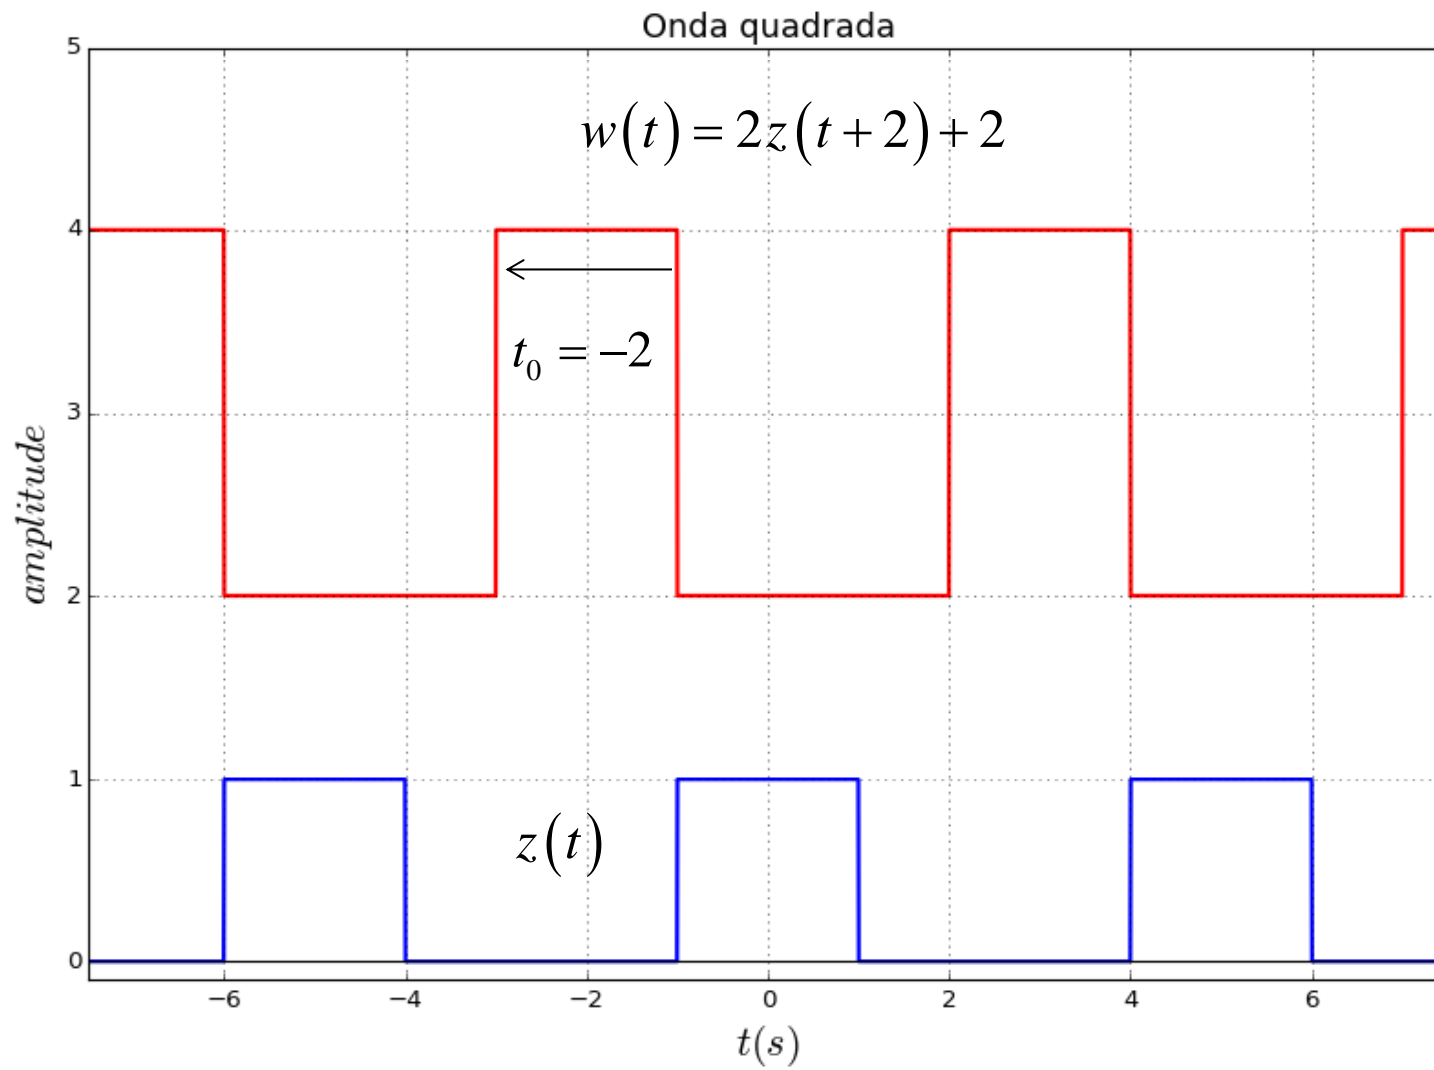 Onda quadrada
w(t) = 2z(t + 2) + 2
t₀ = −2
z(t)
amplitude
5
4
3
2
1
0
−6 −4 −2 0 2 4 6
t(s)